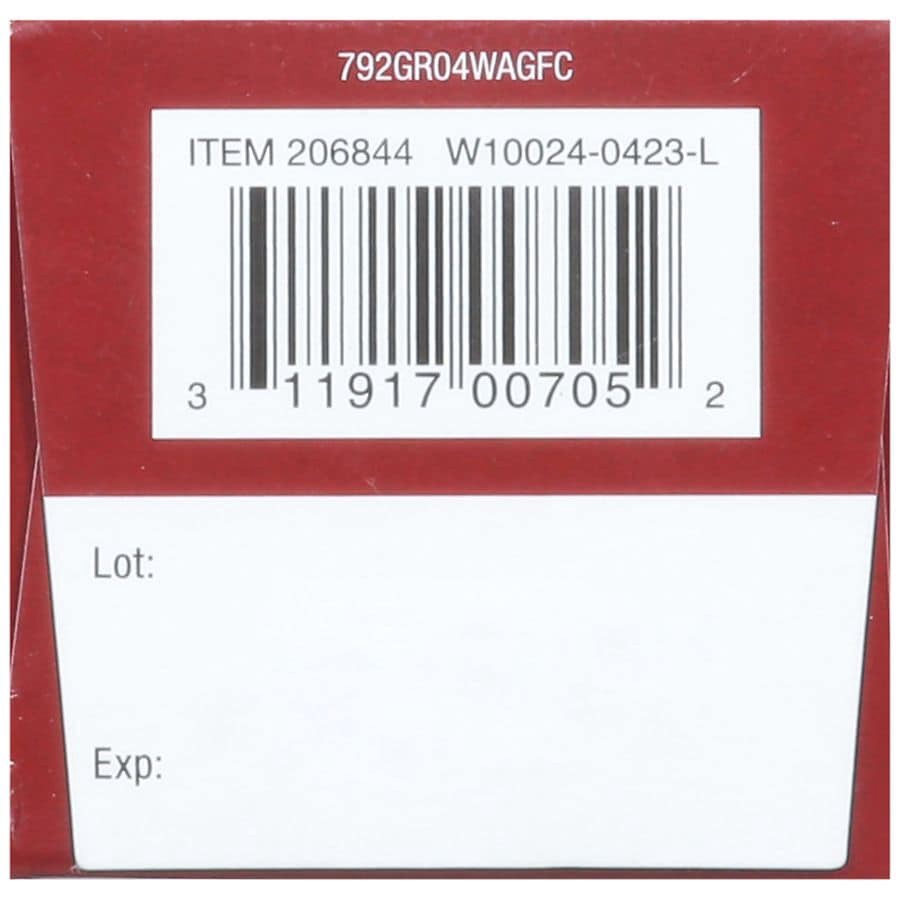 792GR04WAGFC
ITEM 206844 W10024-0423-L
3 11917 00705 2
Lot:
Exp: